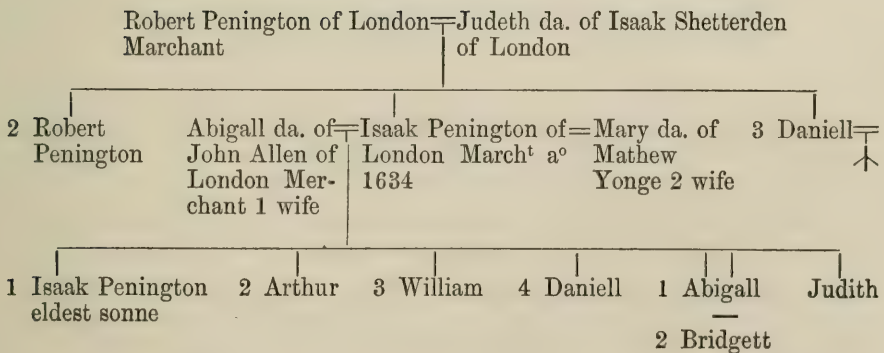 Robert Penington of London=Judeth da. of Isaak Shetterden
Marchant of London
2 Robert Abigall da. of=Isaak Penington of=Mary da. of 3 Daniell=
Penington John Allen of London Marchᵗ aᵒ Mathew
London Mer- 1634 Yonge 2 wife
chant 1 wife
1 Isaak Penington 2 Arthur 3 William 4 Daniell 1 Abigall Judith
eldest sonne
2 Bridgett